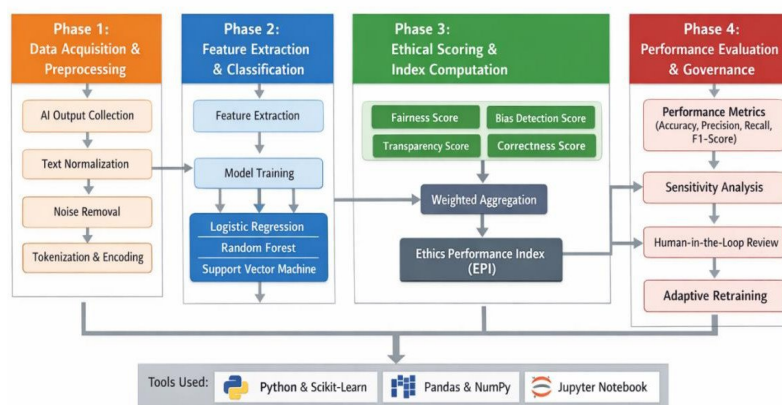 Phase 1:
Data Acquisition &
Preprocessing
AI Output Collection
Text Normalization
Noise Removal
Tokenization & Encoding
Phase 2:
Feature Extraction
& Classification
Feature Extraction
Model Training
Logistic Regression
Random Forest
Support Vector Machine
Phase 3:
Ethical Scoring &
Index Computation
Fairness Score
Bias Detection Score
Transparency Score
Correctness Score
Weighted Aggregation
Ethics Performance Index
(EPI)
Phase 4:
Performance Evaluation
& Governance
Performance Metrics
(Accuracy, Precision, Recall,
F1-Score)
Sensitivity Analysis
Human-in-the-Loop Review
Adaptive Retraining
Tools Used:
Python & Scikit-Learn
Pandas & NumPy
Jupyter Notebook